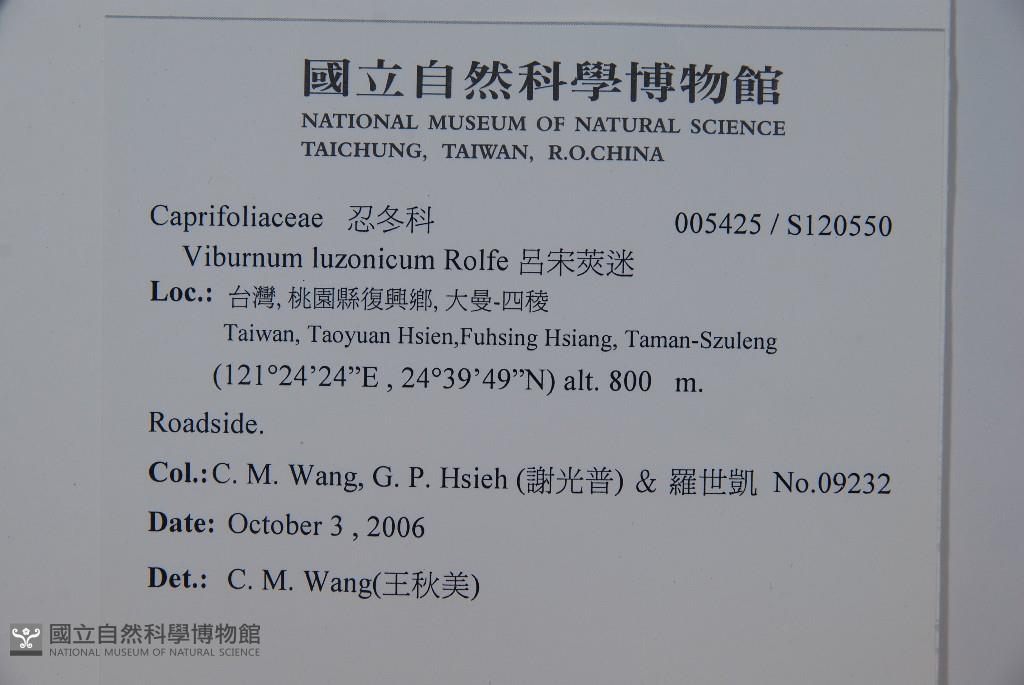 國立自然科學博物館
NATIONAL MUSEUM OF NATURAL SCIENCE
TAICHUNG, TAIWAN, R.O.CHINA
Caprifoliaceae 忍冬科 005425 / S120550
Viburnum luzonicum Rolfe 呂宋莢迷
Loc.: 台灣, 桃園縣復興鄉, 大曼-四稜
Taiwan, Taoyuan Hsien,Fuhsing Hsiang, Taman-Szuleng
(121°24’24”E , 24°39’49”N) alt. 800 m.
Roadside.
Col.: C. M. Wang, G. P. Hsieh (謝光普) & 羅世凱 No.09232
Date: October 3 , 2006
Det.: C. M. Wang(王秋美)
國立自然科學博物館
NATIONAL MUSEUM OF NATURAL SCIENCE